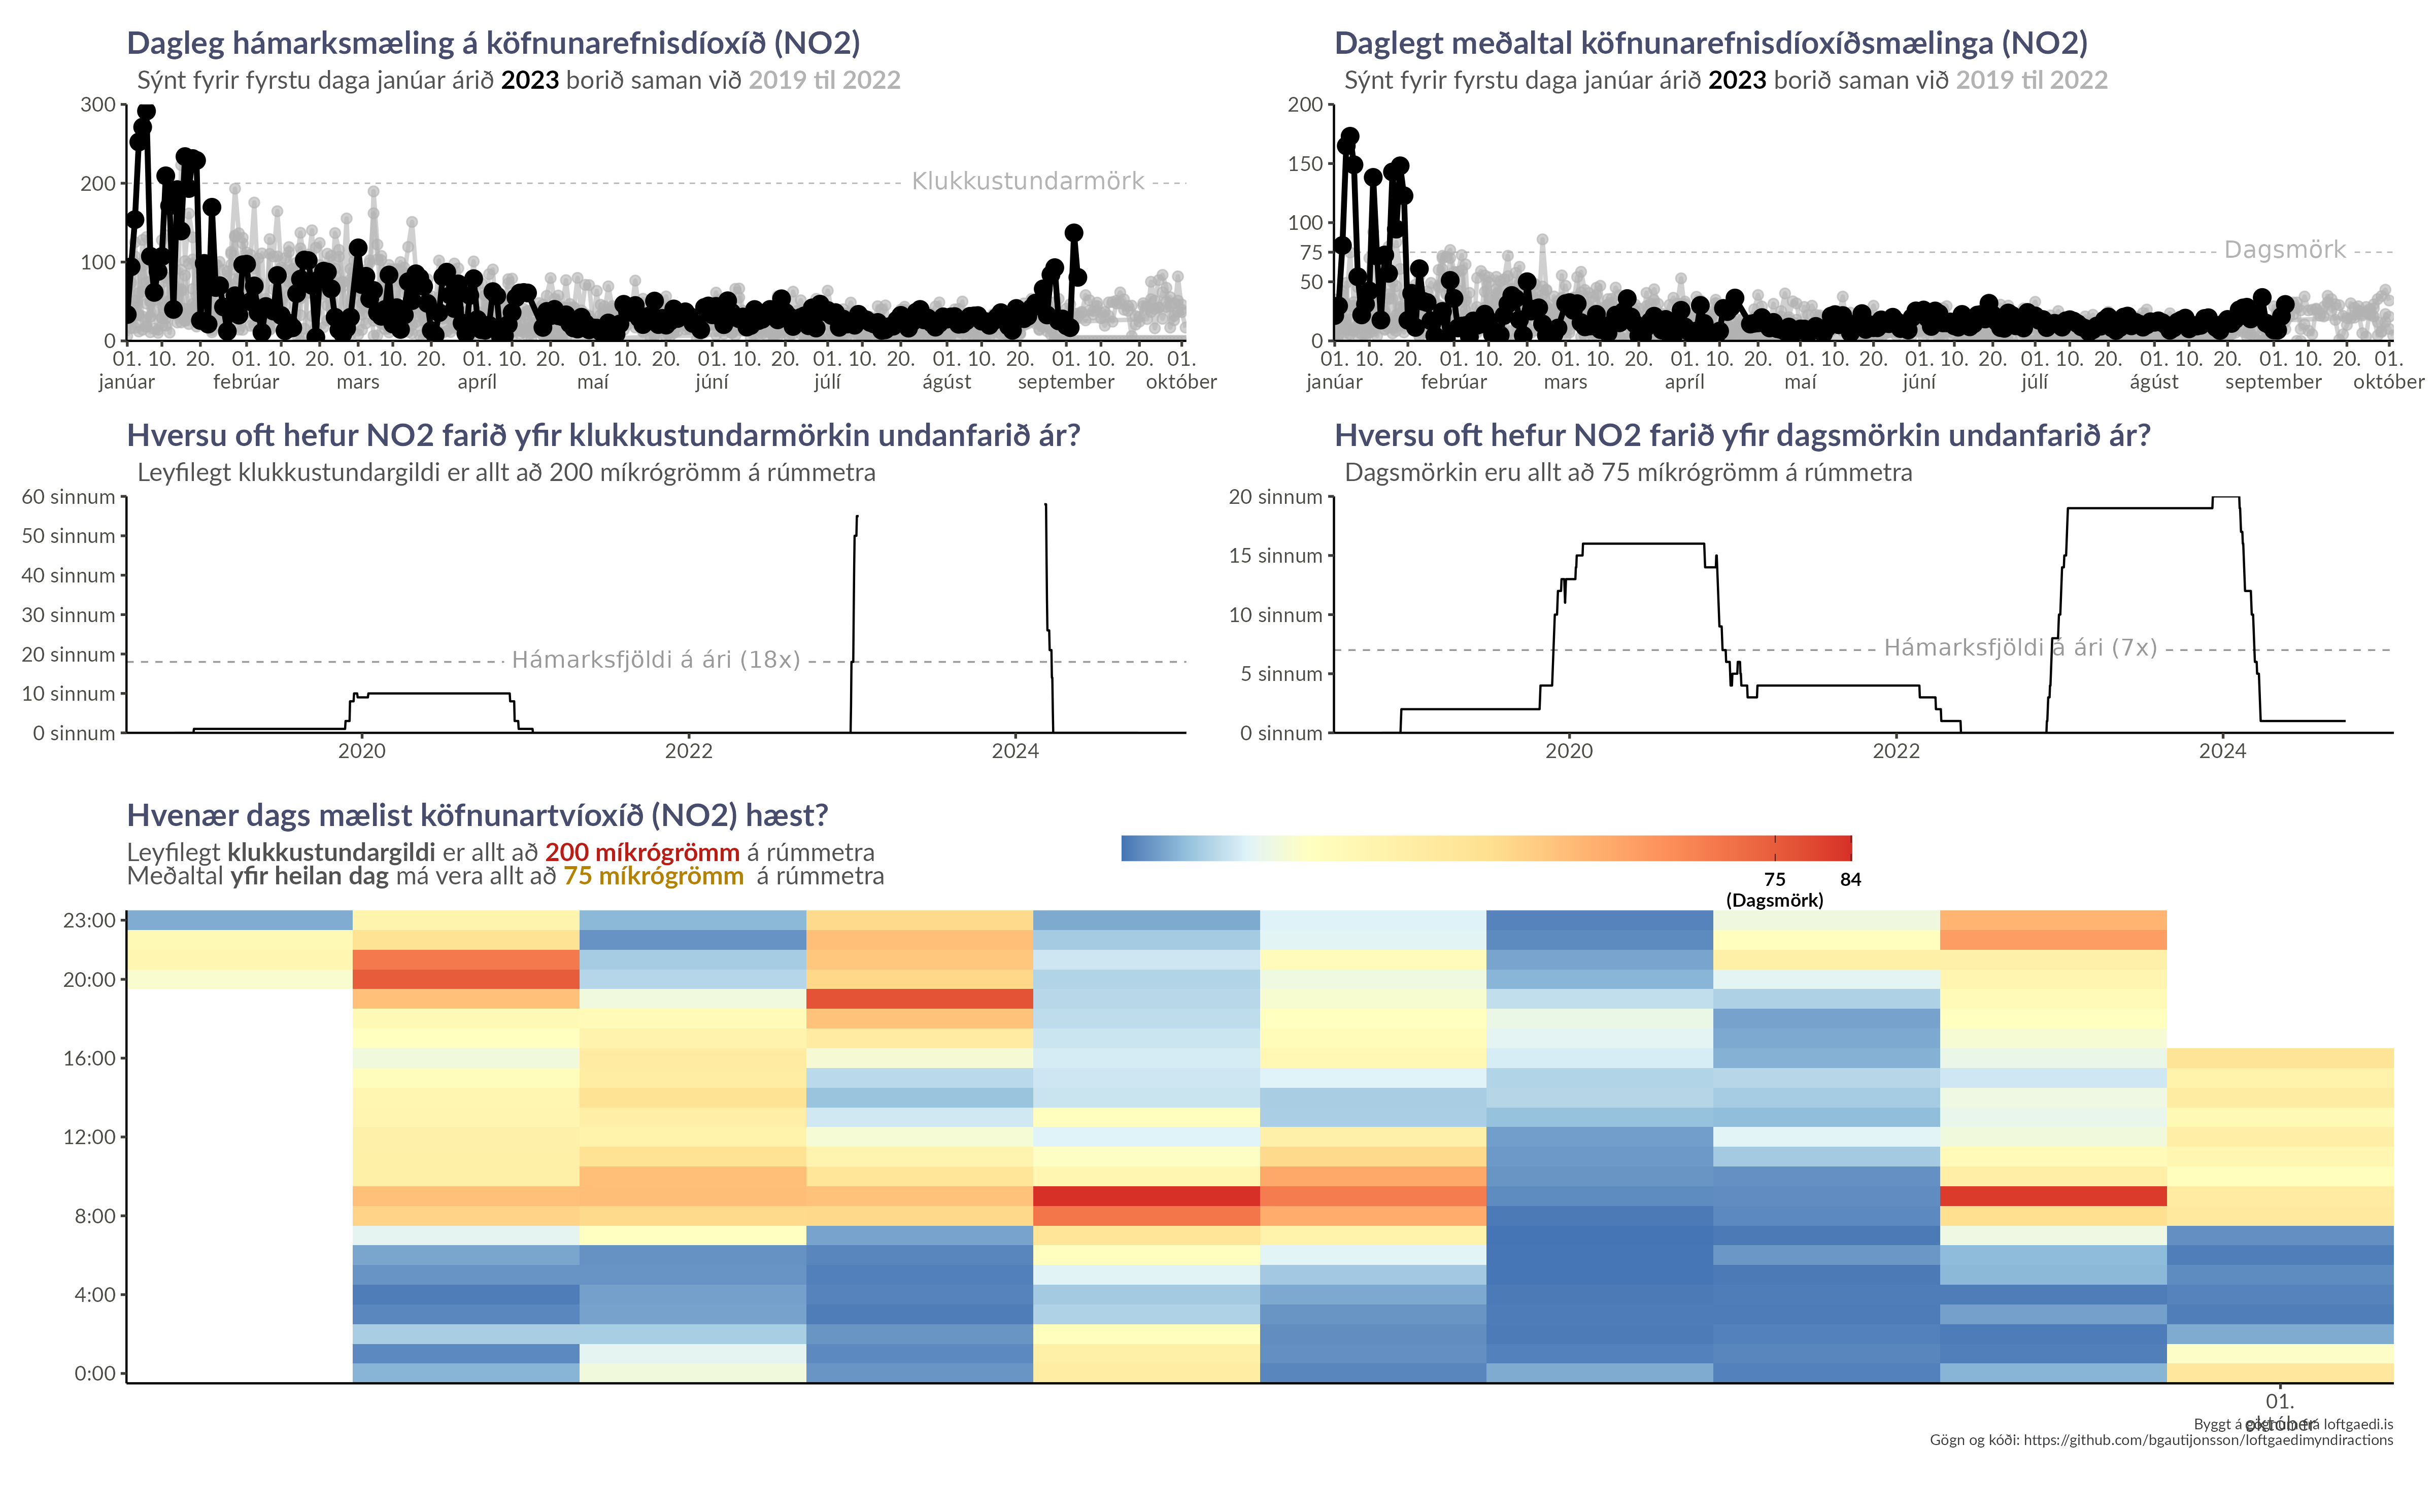 Dagleg hámarksmæling á köfnunarefnisdíoxíð (NO2)
Sýnt fyrir fyrstu daga janúar árið 2023 borið saman við 2019 til 2022
300
200
100
0
Klukkustundarmörk
01. 10. 20. 01. 10. 20. 01. 10. 20. 01. 10. 20. 01. 10. 20. 01. 10. 20. 01. 10. 20. 01. 10. 20. 01. 10. 20. 01.
janúar febrúar mars apríl maí júní júlí ágúst september október
Daglegt meðaltal köfnunarefnisdíoxíðsmælinga (NO2)
Sýnt fyrir fyrstu daga janúar árið 2023 borið saman við 2019 til 2022
200
150
100
75
50
0
Dagsmörk
01. 10. 20. 01. 10. 20. 01. 10. 20. 01. 10. 20. 01. 10. 20. 01. 10. 20. 01. 10. 20. 01. 10. 20. 01. 10. 20. 01.
janúar febrúar mars apríl maí júní júlí ágúst september október
Hversu oft hefur NO2 farið yfir klukkustundarmörkin undanfarið ár?
Leyfilegt klukkustundargildi er allt að 200 míkrógrömm á rúmmetra
60 sinnum
50 sinnum
40 sinnum
30 sinnum
20 sinnum
10 sinnum
0 sinnum
Hámarksfjöldi á ári (18x)
2020 2022 2024
Hversu oft hefur NO2 farið yfir dagsmörkin undanfarið ár?
Dagsmörkin eru allt að 75 míkrógrömm á rúmmetra
20 sinnum
15 sinnum
10 sinnum
5 sinnum
0 sinnum
Hámarksfjöldi á ári (7x)
2020 2022 2024
Hvenær dags mælist köfnunartvíoxíð (NO2) hæst?
Leyfilegt klukkustundargildi er allt að 200 míkrógrömm á rúmmetra
Meðaltal yfir heilan dag má vera allt að 75 míkrógrömm á rúmmetra
75 84
(Dagsmörk)
23:00
20:00
16:00
12:00
8:00
4:00
0:00
01.
október
Byggt á gögnum frá loftgaedi.is
Gögn og kóði: https://github.com/bgautijonsson/loftgaedimyndiractions